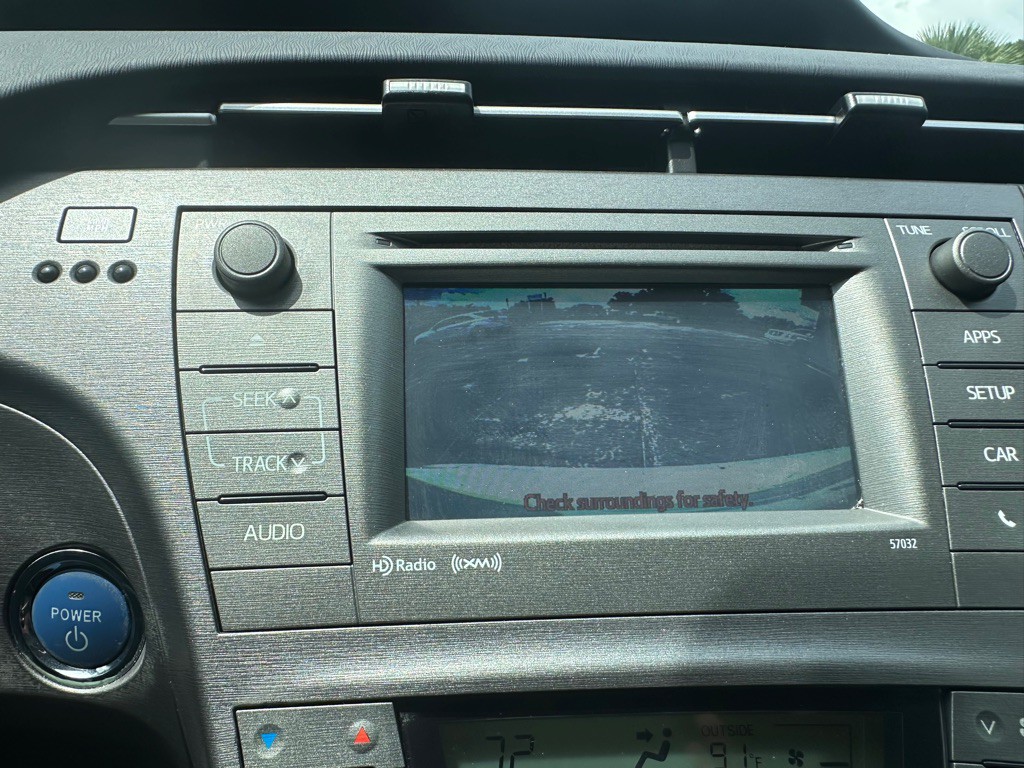 TUNE SCROLL
APPS
SEEK
SETUP
TRACK
CAR
Check surroundings for safety.
AUDIO
HD Radio ((XM))
57032
POWER
OUTSIDE
72
91°F